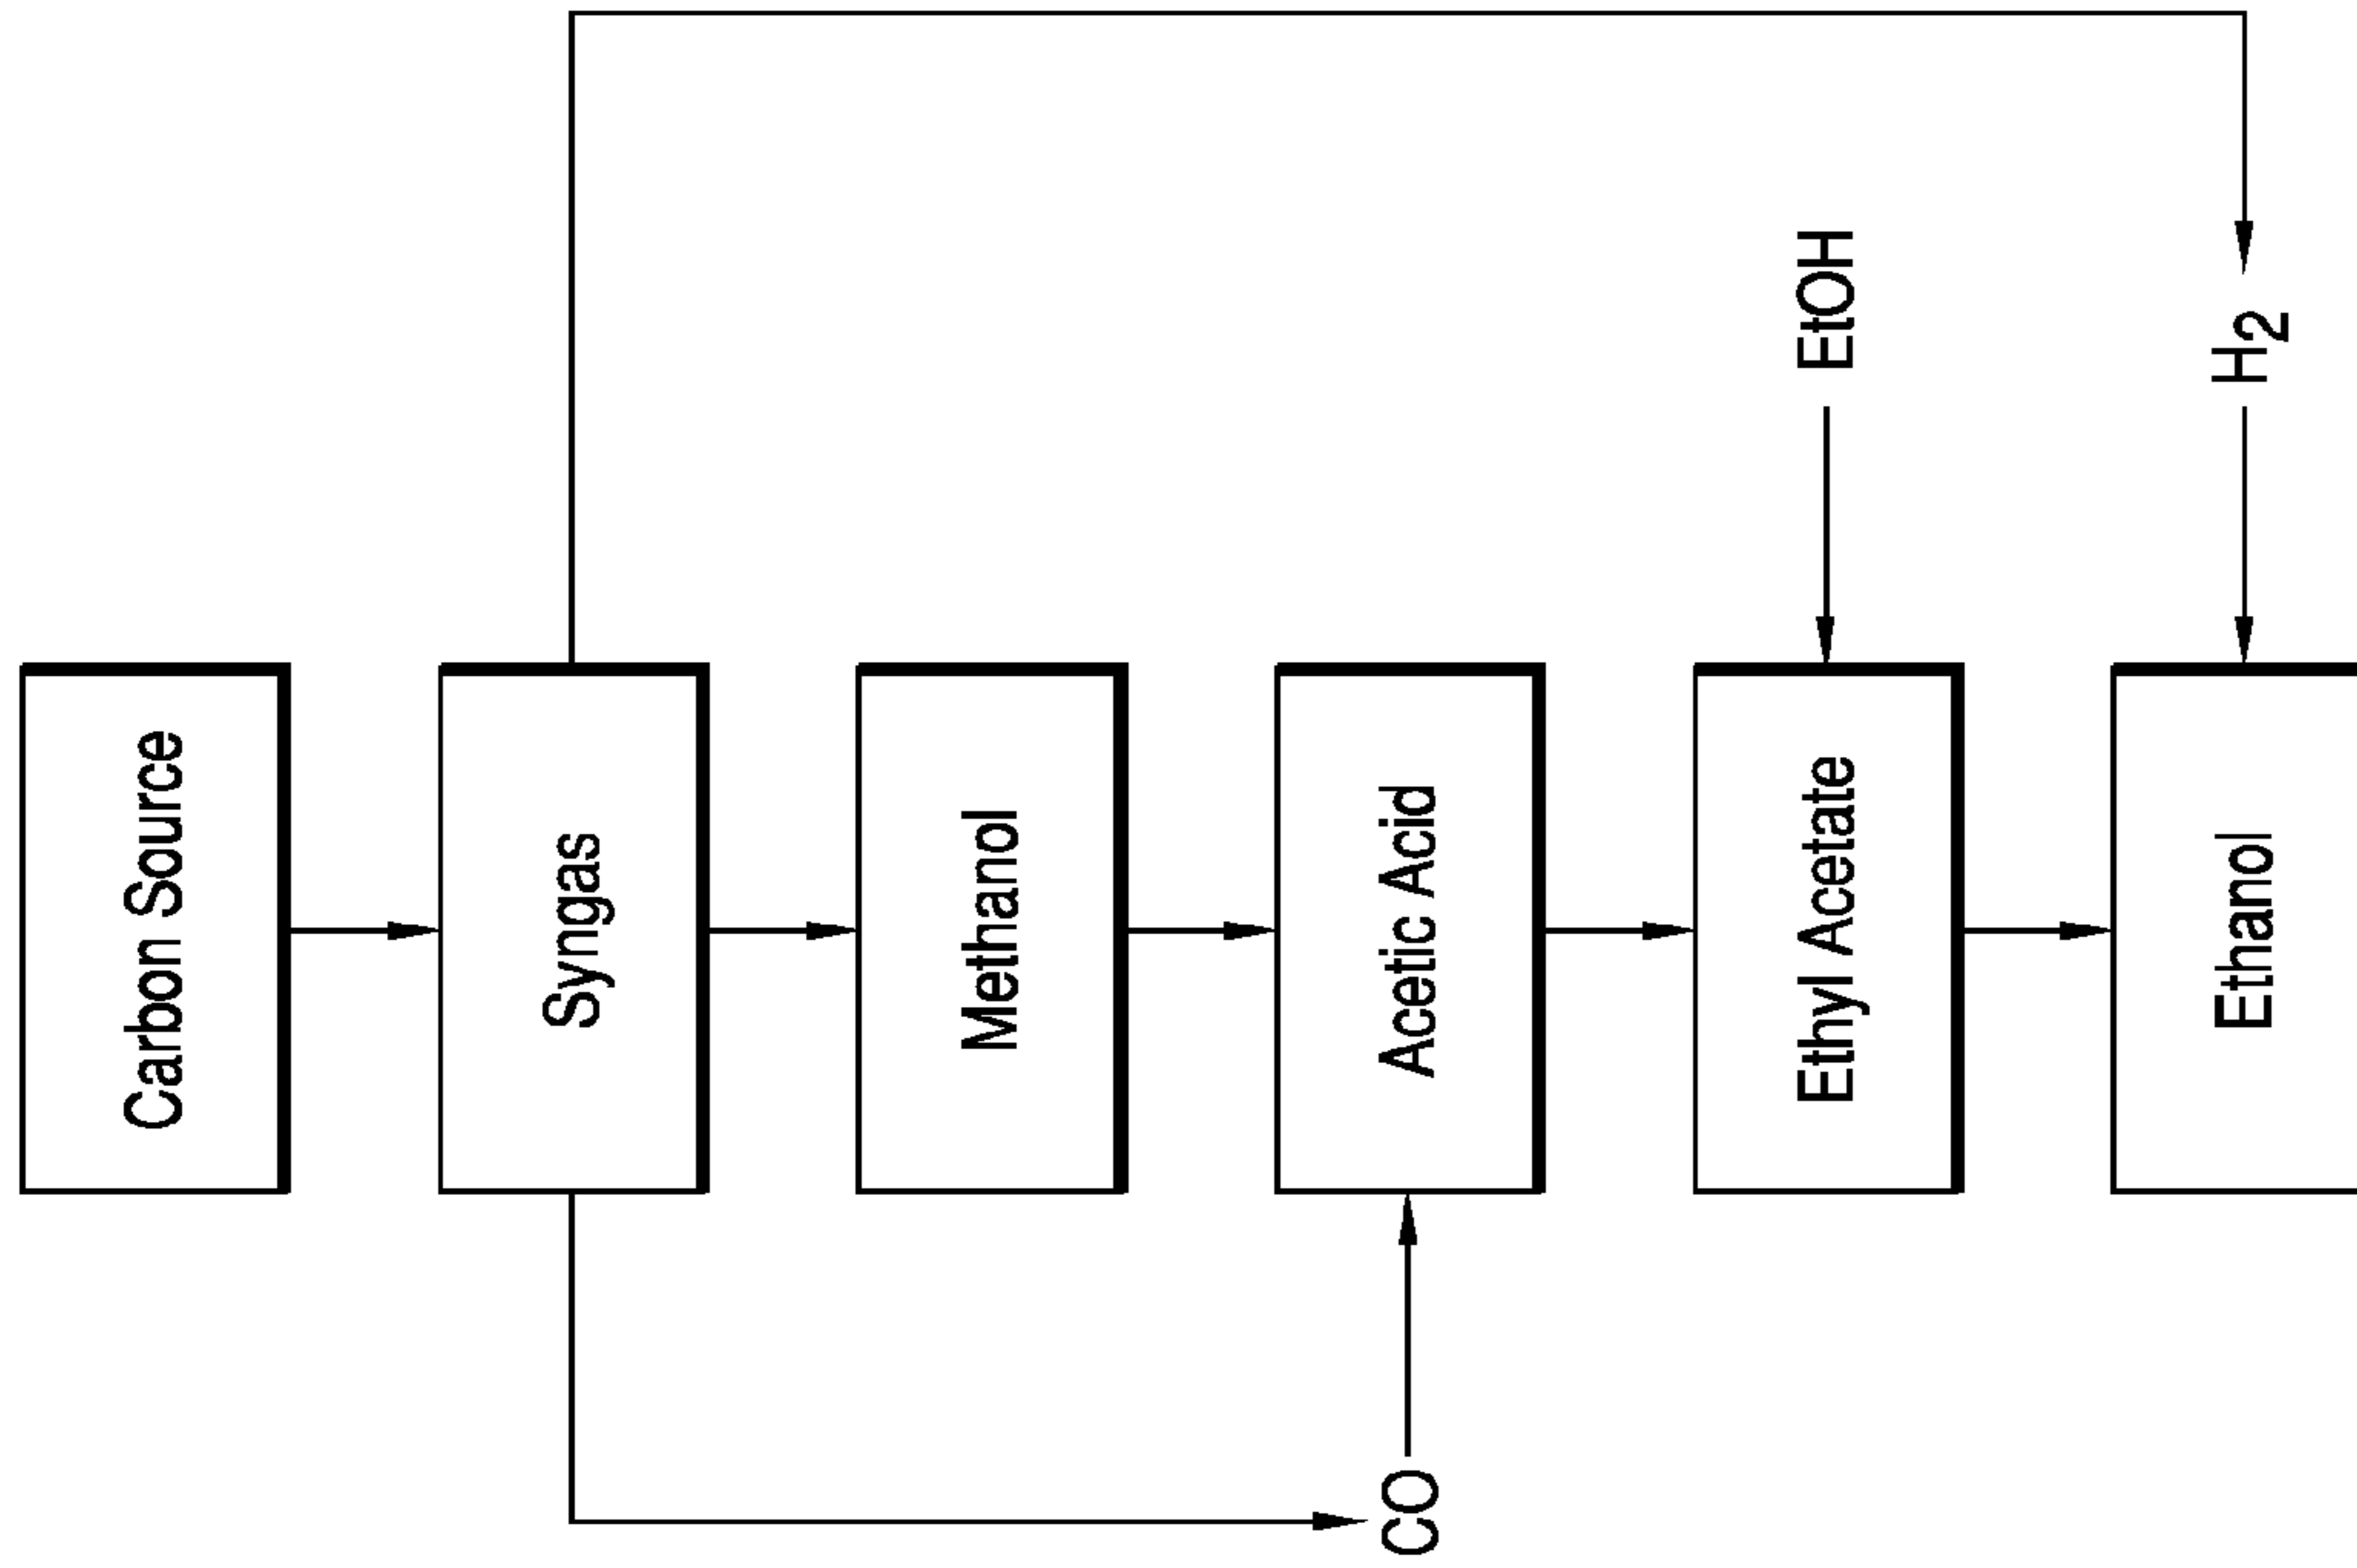 Carbon Source
Syngas
Methanol
Acetic Acid
CO
Ethyl Acetate
EtOH
Ethanol
H2